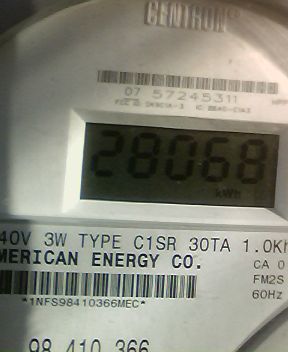 CENTRON®
07 57245311
28068
kWh
40V 3W TYPE C1SR 30TA 1.0Kh
MERICAN ENERGY CO.
CA 0
FM2S
*1NFS98410366MEC*
60Hz
98 410 366